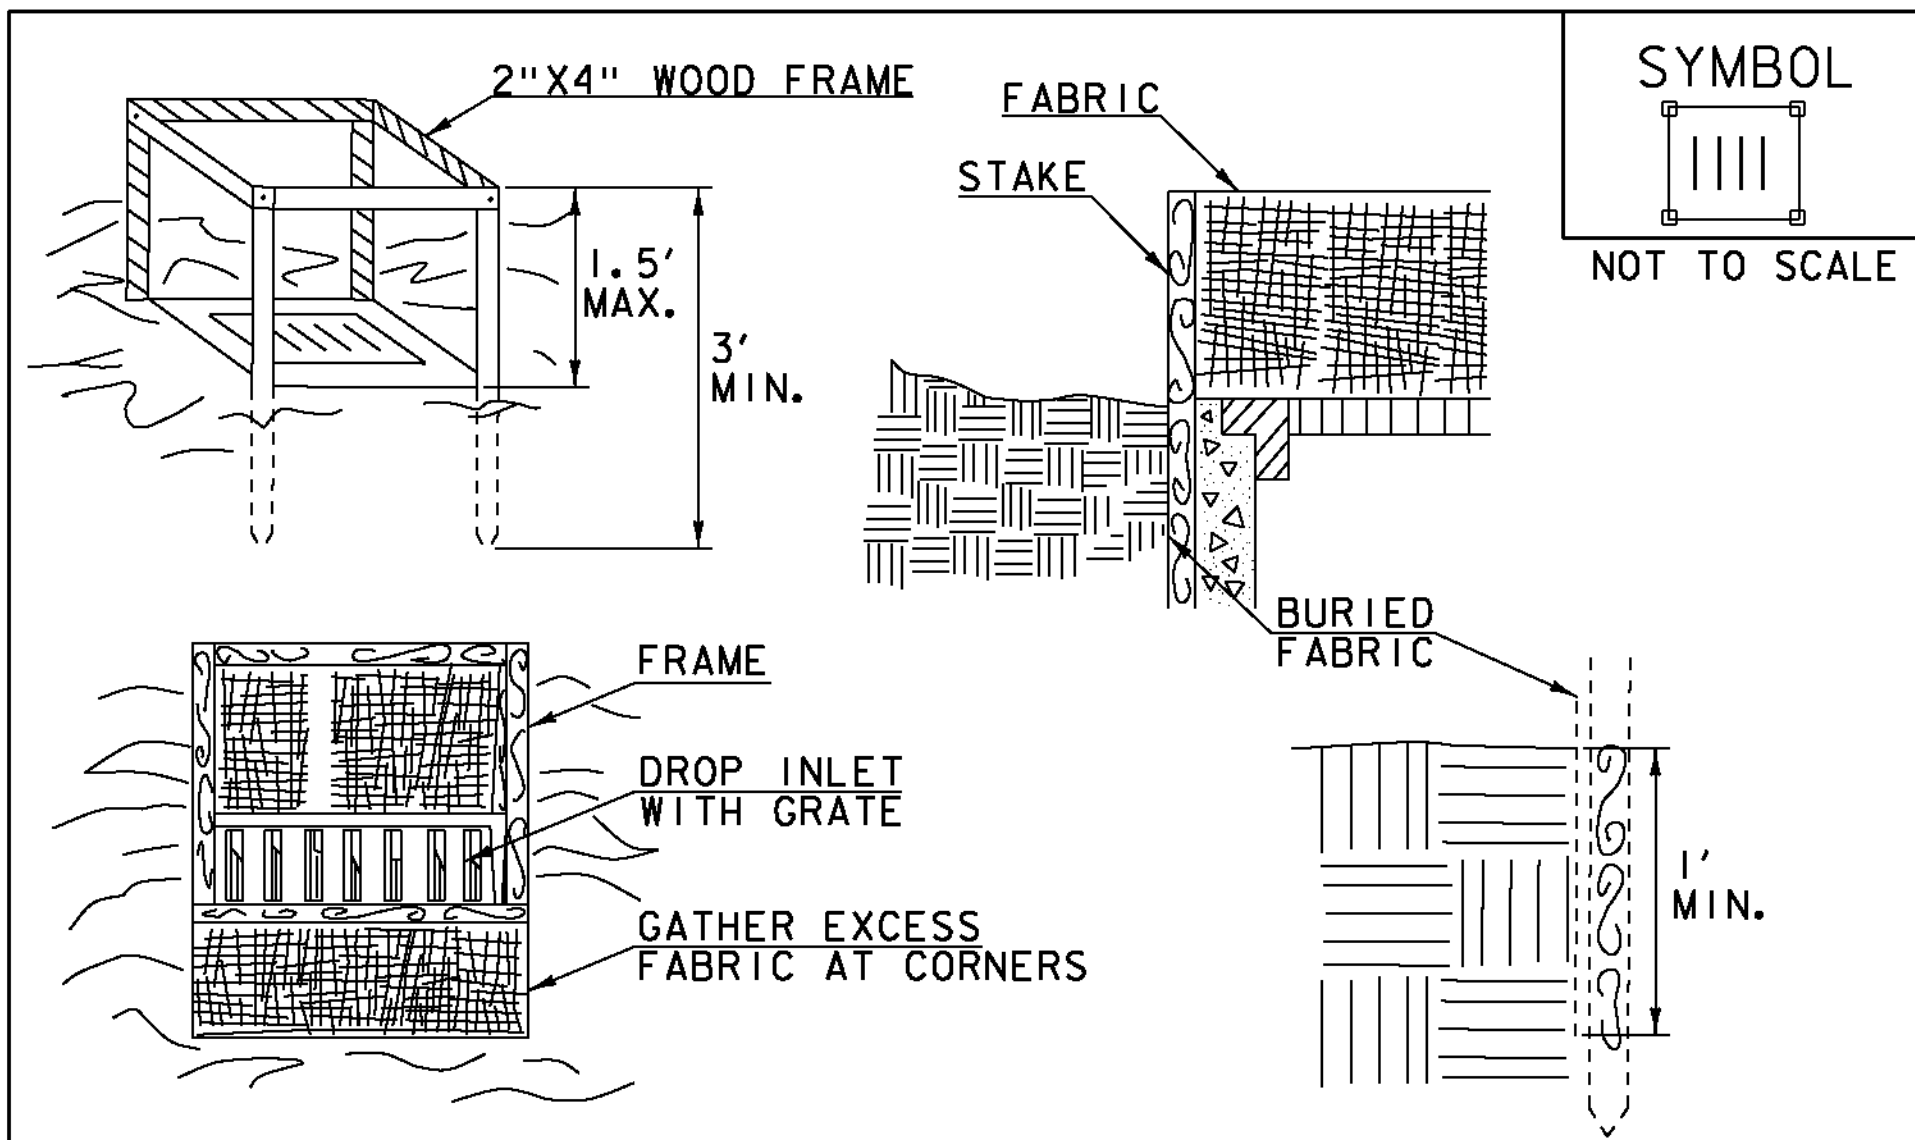 2"X4" WOOD FRAME
1.5'
MAX.
3'
MIN.
FABRIC
STAKE
SYMBOL
NOT TO SCALE
BURIED
FABRIC
FRAME
DROP INLET
WITH GRATE
GATHER EXCESS
FABRIC AT CORNERS
1'
MIN.